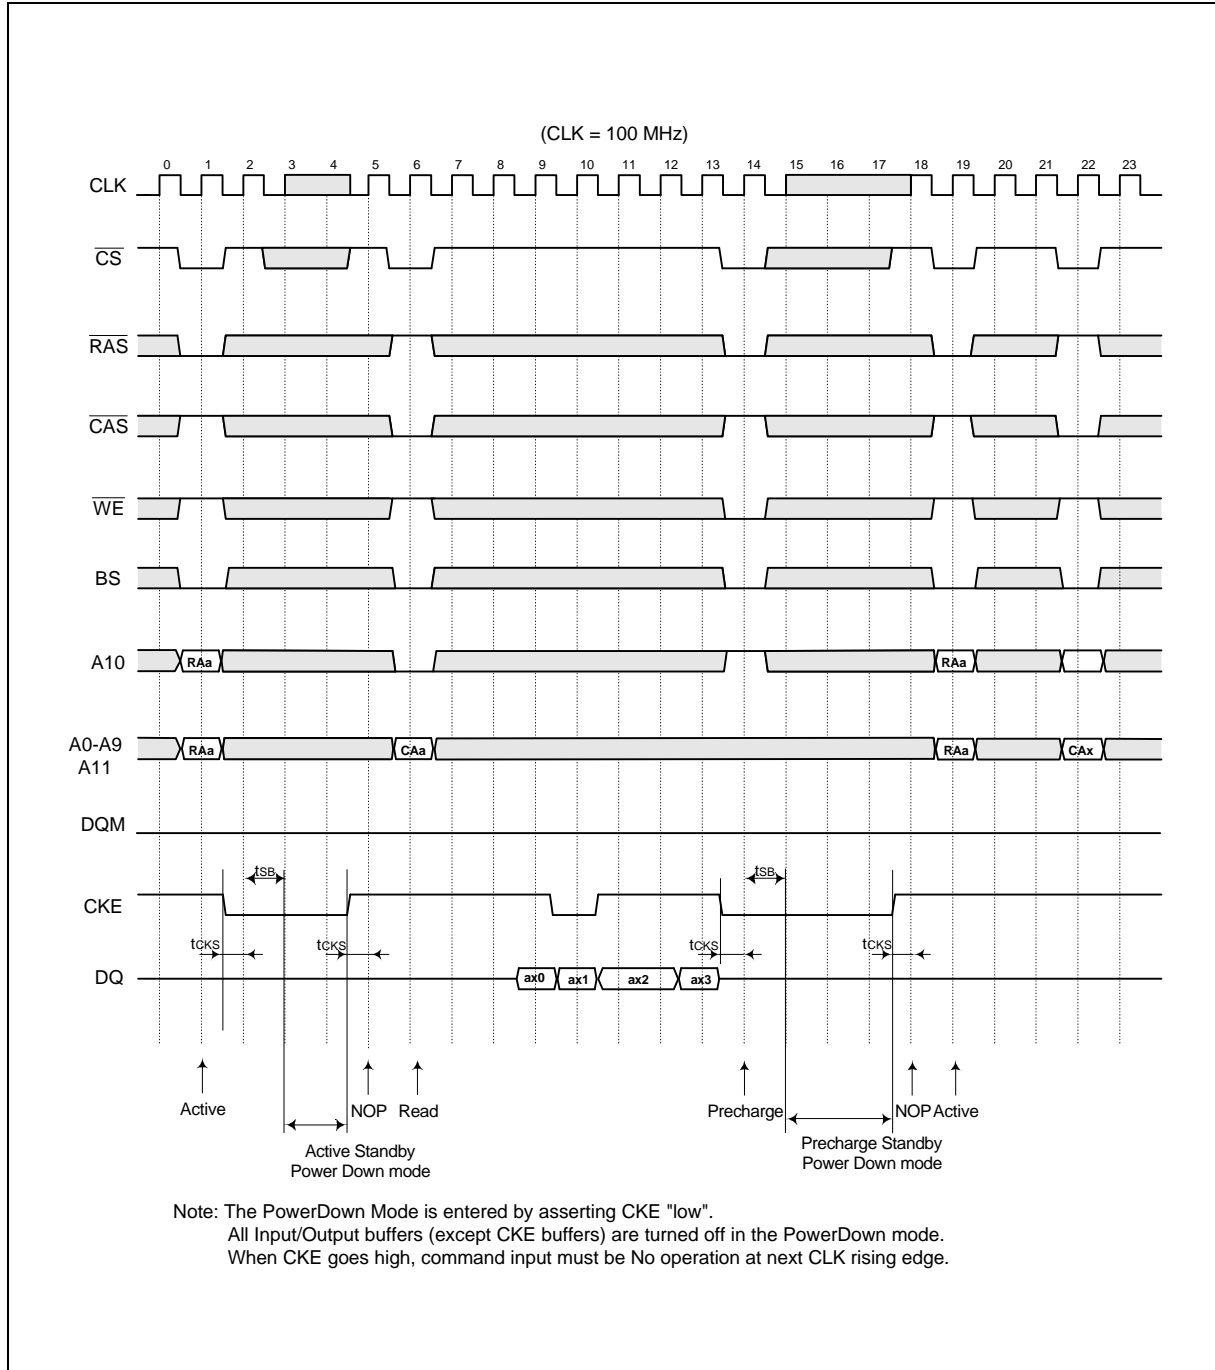 (CLK = 100 MHz)
0 1 2 3 4 5 6 7 8 9 10 11 12 13 14 15 16 17 18 19 20 21 22 23
CLK
CS
RAS
CAS
WE
BS
A10 RAa RAa
A0-A9 RAa CAa RAa CAx
A11
DQM
tSB tSB
CKE
tCKS tCKS tCKS tCKS
DQ ax0 ax1 ax2 ax3
Active NOP Read Precharge NOP Active
Active Standby
Power Down mode
Precharge Standby
Power Down mode
Note: The PowerDown Mode is entered by asserting CKE "low".
All Input/Output buffers (except CKE buffers) are turned off in the PowerDown mode.
When CKE goes high, command input must be No operation at next CLK rising edge.